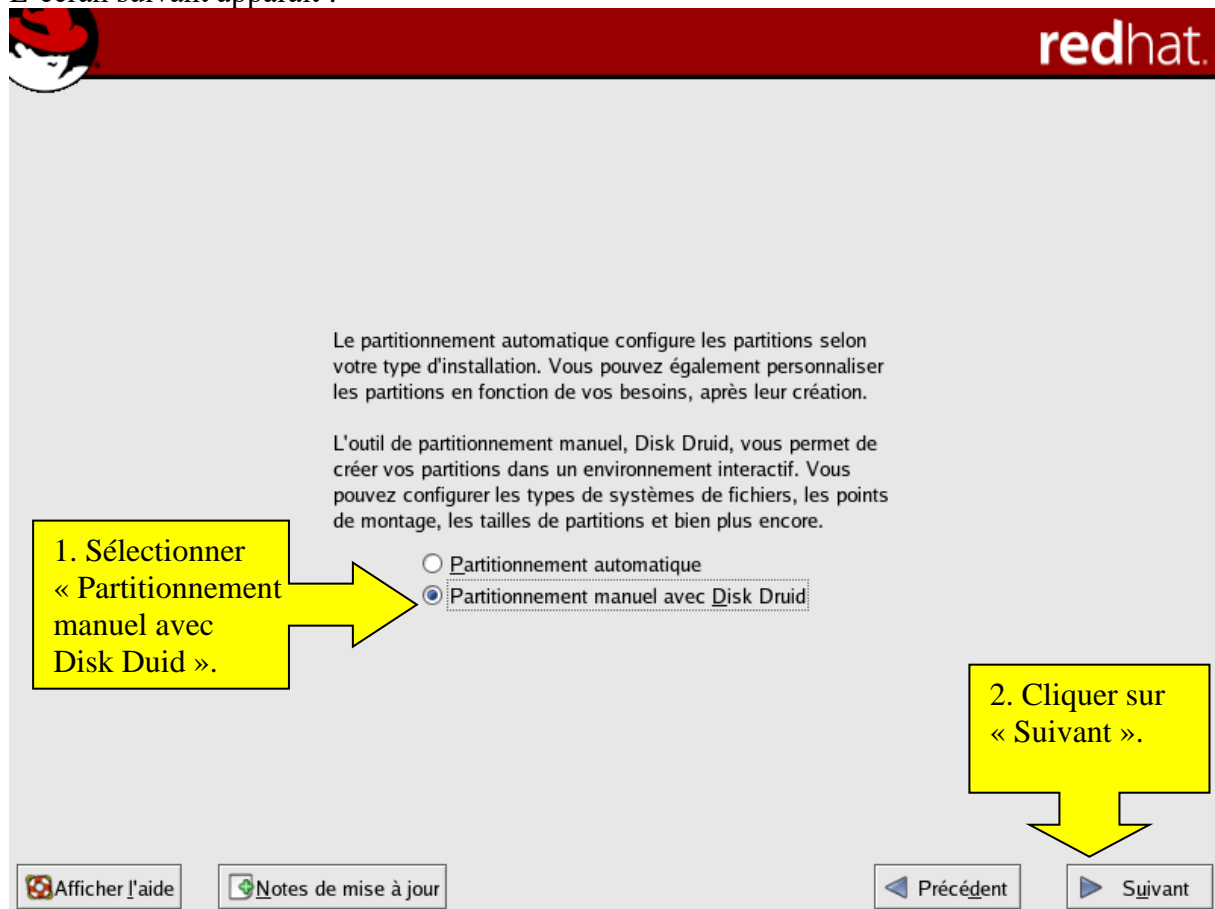 L'écran suivant apparaît :
redhat.
Le partitionnement automatique configure les partitions selon
votre type d'installation. Vous pouvez également personnaliser
les partitions en fonction de vos besoins, après leur création.
L'outil de partitionnement manuel, Disk Druid, vous permet de
créer vos partitions dans un environnement interactif. Vous
pouvez configurer les types de systèmes de fichiers, les points
de montage, les tailles de partitions et bien plus encore.
1. Sélectionner
« Partitionnement
manuel avec
Disk Duid ».
Partitionnement automatique
Partitionnement manuel avec Disk Druid
2. Cliquer sur
« Suivant ».
Afficher l'aide
Notes de mise à jour
Précédent
Suivant